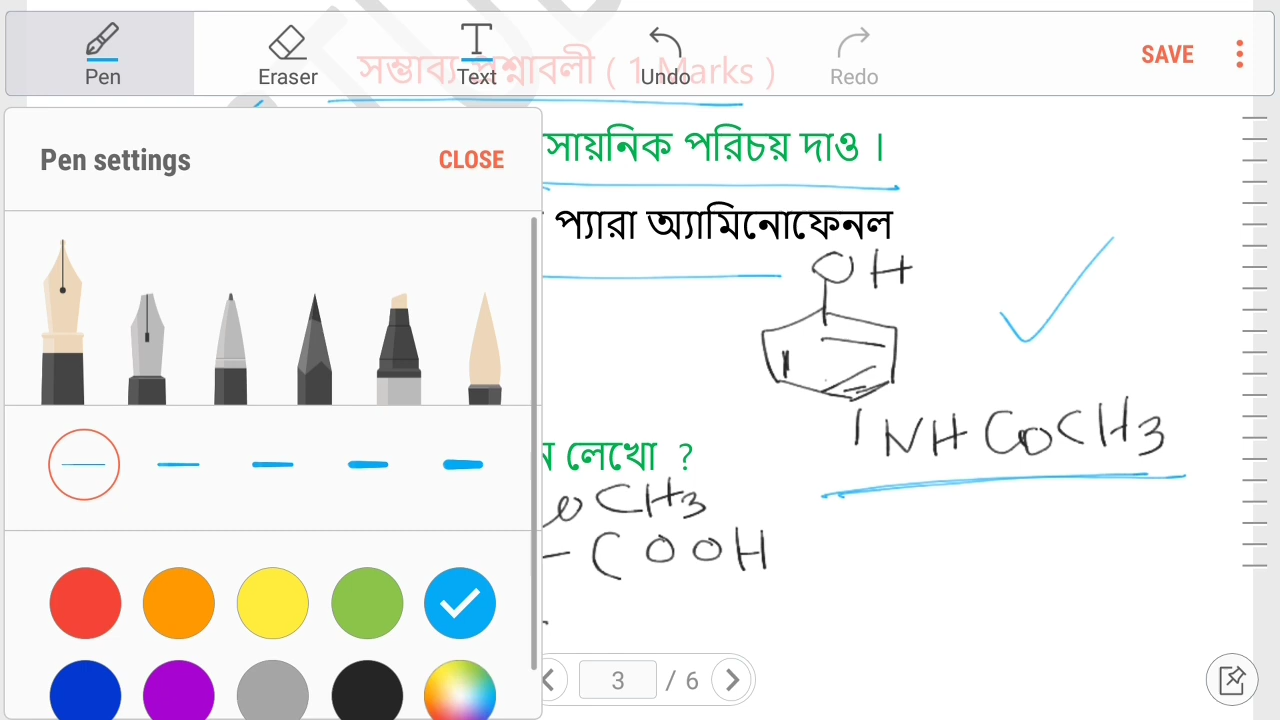 Pen
Eraser
Text
Undo
Redo
SAVE
সম্ভাব্য প্রশ্নাবলী ( 1 Marks )
Pen settings
CLOSE
সায়নিক পরিচয় দাও ।
প্যারা অ্যামিনোফেনল
OH
NHCOCH3
ন লেখো ?
OCH3
- COOH
3 / 6